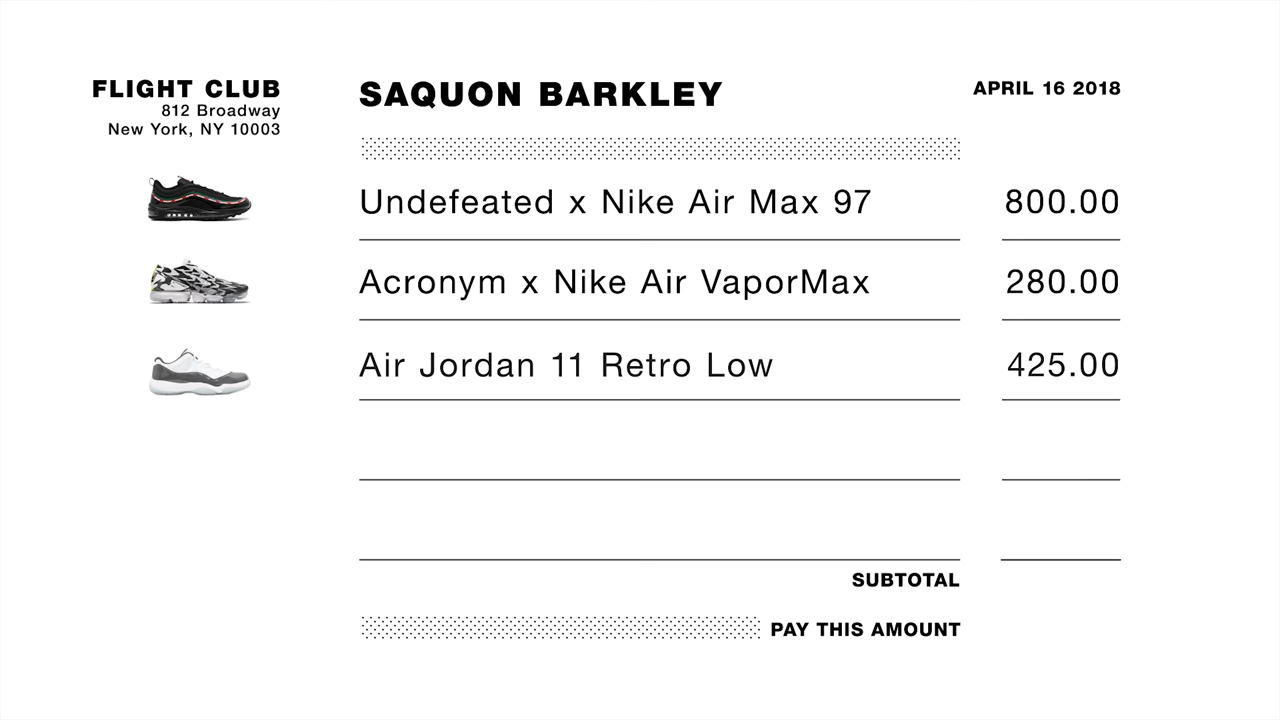 FLIGHT CLUB
812 Broadway
New York, NY 10003
SAQUON BARKLEY
APRIL 16 2018
Undefeated x Nike Air Max 97 800.00
Acronym x Nike Air VaporMax 280.00
Air Jordan 11 Retro Low 425.00
SUBTOTAL
PAY THIS AMOUNT